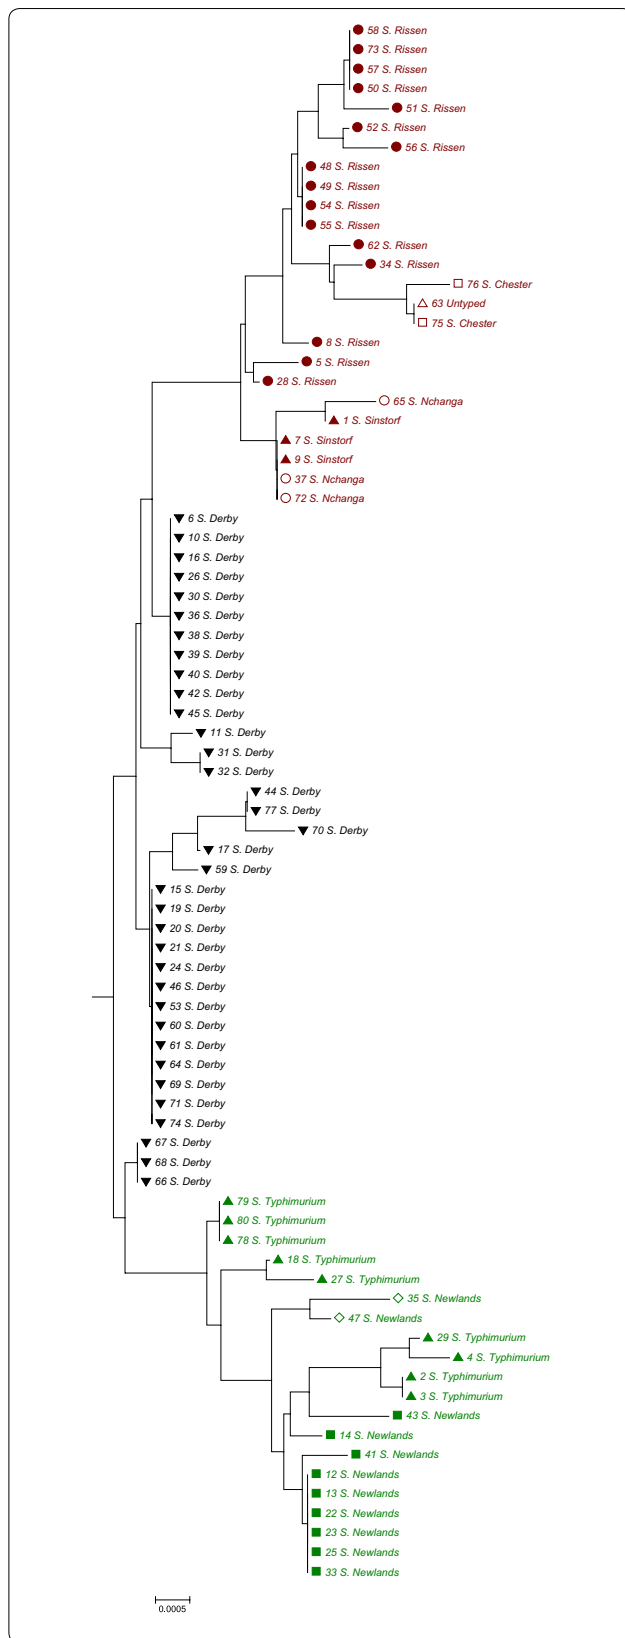 58 S. Rissen
73 S. Rissen
57 S. Rissen
50 S. Rissen
51 S. Rissen
52 S. Rissen
56 S. Rissen
48 S. Rissen
49 S. Rissen
54 S. Rissen
55 S. Rissen
62 S. Rissen
34 S. Rissen
76 S. Chester
63 Untyped
75 S. Chester
8 S. Rissen
5 S. Rissen
28 S. Rissen
65 S. Nchanga
1 S. Sinstorf
7 S. Sinstorf
9 S. Sinstorf
37 S. Nchanga
72 S. Nchanga
6 S. Derby
10 S. Derby
16 S. Derby
26 S. Derby
30 S. Derby
36 S. Derby
38 S. Derby
39 S. Derby
40 S. Derby
42 S. Derby
45 S. Derby
11 S. Derby
31 S. Derby
32 S. Derby
44 S. Derby
77 S. Derby
70 S. Derby
17 S. Derby
59 S. Derby
15 S. Derby
19 S. Derby
20 S. Derby
21 S. Derby
24 S. Derby
46 S. Derby
53 S. Derby
60 S. Derby
61 S. Derby
64 S. Derby
69 S. Derby
71 S. Derby
74 S. Derby
67 S. Derby
68 S. Derby
66 S. Derby
79 S. Typhimurium
80 S. Typhimurium
78 S. Typhimurium
18 S. Typhimurium
27 S. Typhimurium
35 S. Newlands
47 S. Newlands
29 S. Typhimurium
4 S. Typhimurium
2 S. Typhimurium
3 S. Typhimurium
43 S. Newlands
14 S. Newlands
41 S. Newlands
12 S. Newlands
13 S. Newlands
22 S. Newlands
23 S. Newlands
25 S. Newlands
33 S. Newlands
0.0005